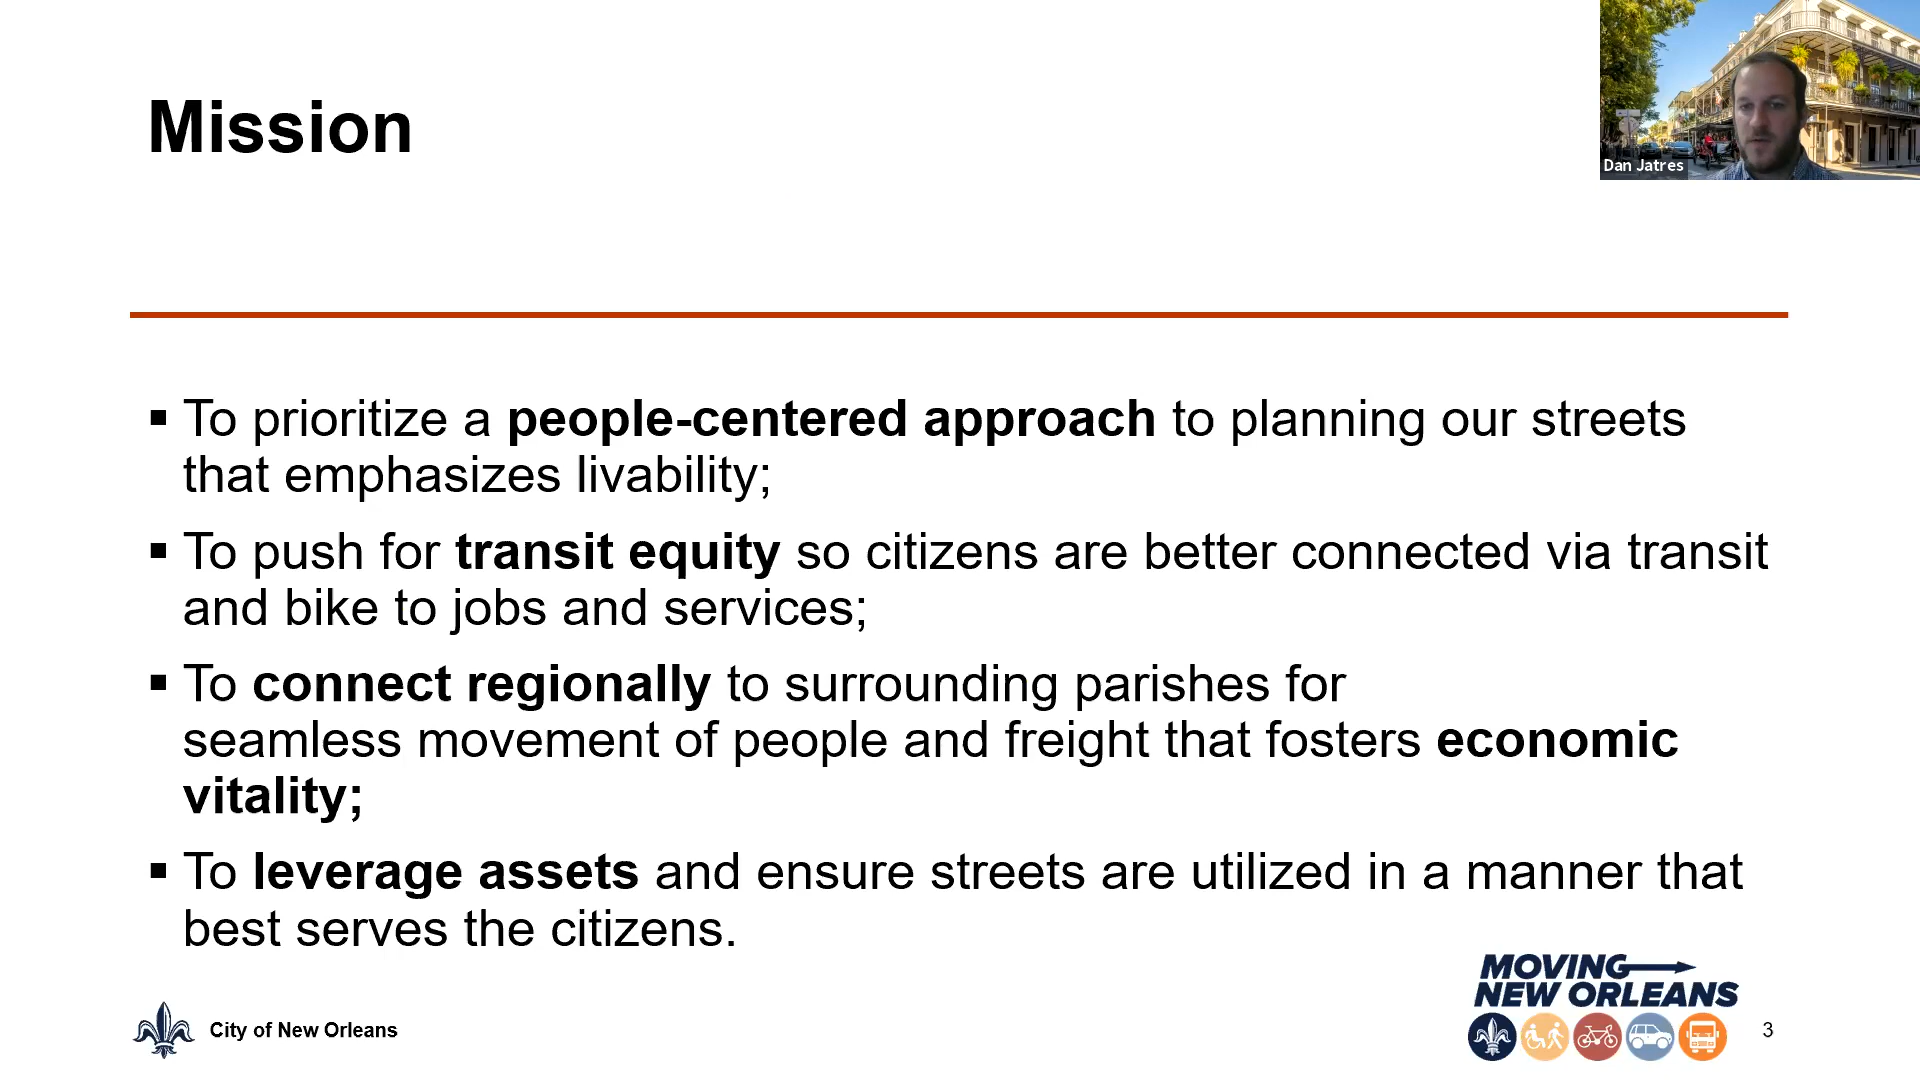 Mission
Dan Jatres
▪ To prioritize a people-centered approach to planning our streets
that emphasizes livability;
▪ To push for transit equity so citizens are better connected via transit
and bike to jobs and services;
▪ To connect regionally to surrounding parishes for
seamless movement of people and freight that fosters economic
vitality;
▪ To leverage assets and ensure streets are utilized in a manner that
best serves the citizens.
MOVING
NEW ORLEANS
City of New Orleans
3